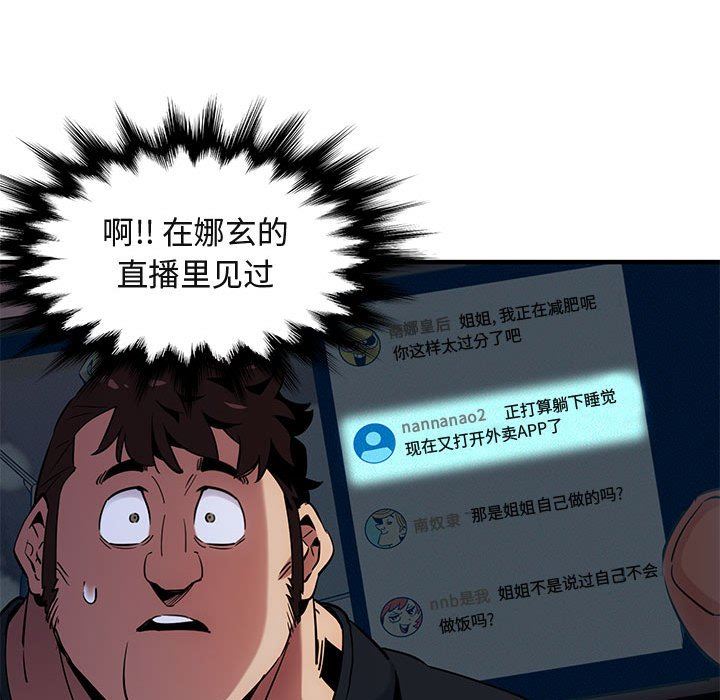 啊!! 在娜玄的
直播里见过
南娜皇后 姐姐, 我正在减肥呢
你这样太过分了吧
nannanao2 正打算躺下睡觉
现在又打开外卖APP了
南奴隶 那是姐姐自己做的吗?
nnb是我 姐姐不是说过自己不会
做饭吗?